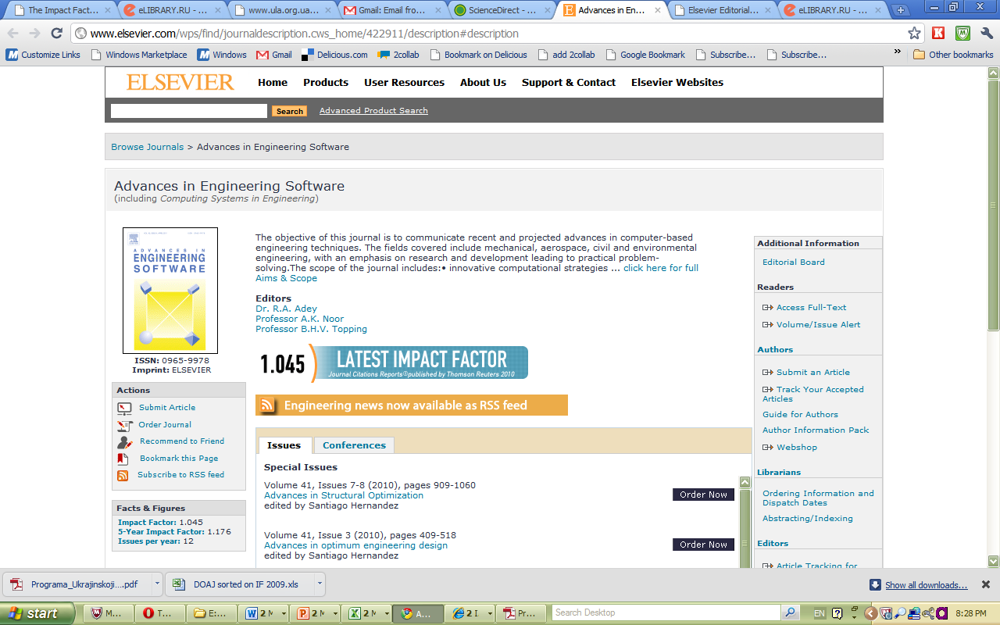 The Impact Fact...
eLIBRARY.RU - ...
www.ula.org.ua...
Gmail: Email fro...
ScienceDirect - ...
Advances in En...
Elsevier Editorial...
eLIBRARY.RU - ...
www.elsevier.com/wps/find/journaldescription.cws_home/422911/description#description
Customize Links
Windows Marketplace
Windows
Gmail
Delicious.com
2collab
Bookmark on Delicious
add 2collab
Google Bookmark
Subscribe...
Subscribe...
»
Other bookmarks
ELSEVIER
Home
Products
User Resources
About Us
Support & Contact
Elsevier Websites
Search
Advanced Product Search
Browse Journals > Advances in Engineering Software
Advances in Engineering Software
(including Computing Systems in Engineering)
ADVANCES IN
ENGINEERING
SOFTWARE
ISSN: 0965-9978
Imprint: ELSEVIER
Actions
Submit Article
Order Journal
Recommend to Friend
Bookmark this Page
Subscribe to RSS feed
Facts & Figures
Impact Factor: 1.045
5-Year Impact Factor: 1.176
Issues per year: 12
The objective of this journal is to communicate recent and projected advances in computer-based
engineering techniques. The fields covered include mechanical, aerospace, civil and environmental
engineering, with an emphasis on research and development leading to practical problem-
solving.The scope of the journal includes:• innovative computational strategies ... click here for full
Aims & Scope
Editors
Dr. R.A. Adey
Professor A.K. Noor
Professor B.H.V. Topping
1.045
LATEST IMPACT FACTOR
Journal Citations Reports®published by Thomson Reuters 2010
Engineering news now available as RSS feed
Issues
Conferences
Special Issues
Volume 41, Issues 7-8 (2010), pages 909-1060
Advances in Structural Optimization
edited by Santiago Hernandez
Order Now
Volume 41, Issue 3 (2010), pages 409-518
Advances in optimum engineering design
edited by Santiago Hernandez
Order Now
Additional Information
Editorial Board
Readers
Access Full-Text
Volume/Issue Alert
Authors
Submit an Article
Track Your Accepted
Articles
Guide for Authors
Author Information Pack
Webshop
Librarians
Ordering Information and
Dispatch Dates
Abstracting/Indexing
Editors
Article Tracking for
Programa_Ukrajinskoji....pdf
DOAJ sorted on IF 2009.xls
Show all downloads...
start
M...
T...
E:...
2 M
2 M
2 M
A...
2 I
Pr...
Search Desktop
EN
8:28 PM